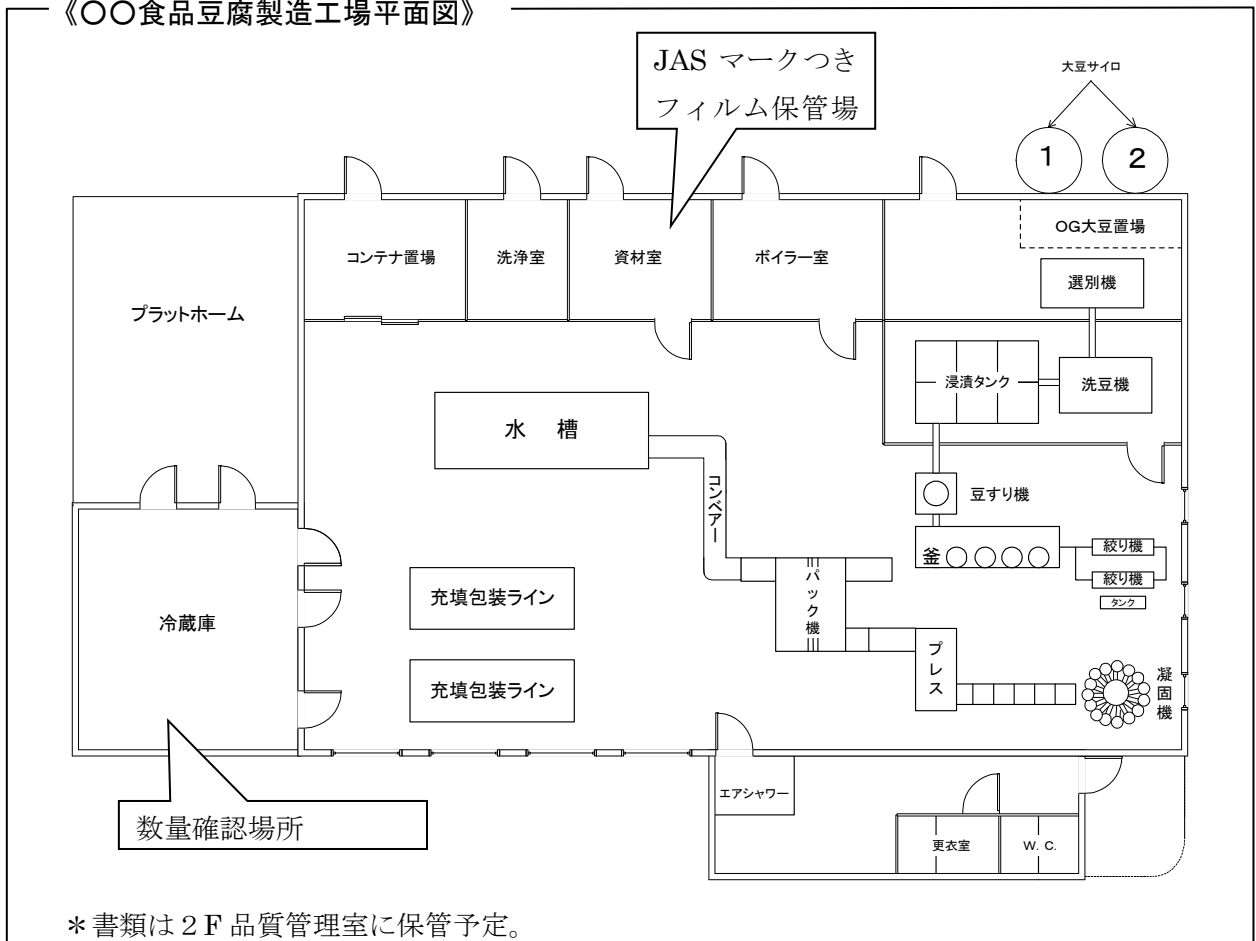 《〇〇食品豆腐製造工場平面図》
JAS マークつき
フィルム保管場
大豆サイロ
1
2
コンテナ置場
洗浄室
資材室
ボイラー室
OG大豆置場
選別機
プラットホーム
浸漬タンク
洗豆機
水 槽
コンベアー
豆すり機
釜
絞り機
絞り機
タンク
パック機
充填包装ライン
冷蔵庫
プレス
充填包装ライン
凝固機
エアシャワー
数量確認場所
更衣室
W. C.
＊書類は２F 品質管理室に保管予定。